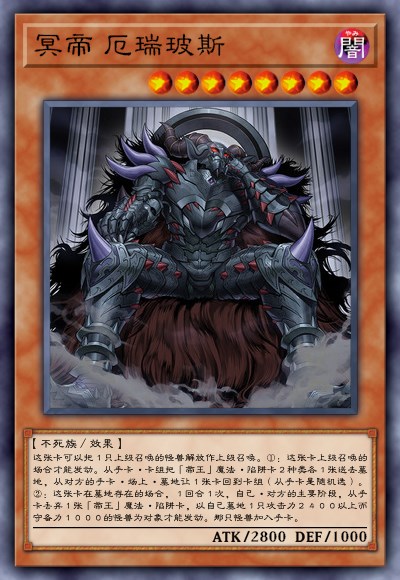 冥帝 厄瑞玻斯
やみ
闇
【不死族/效果】
这张卡可以把1只上级召唤的怪兽解放作上级召唤。①：这张卡上级召唤的
场合才能发动。从手卡·卡组把「帝王」魔法·陷阱卡2种类各1张送去墓
地，从对方的手卡·场上·墓地让1张卡回到卡组（从手卡是随机选）。
②：这张卡在墓地存在的场合，1回合1次，自己·对方的主要阶段，从手
卡丢弃1张「帝王」魔法·陷阱卡，以自己墓地1只攻击力2400以上而
守备力1000的怪兽为对象才能发动。那只怪兽加入手卡。
ATK/2800 DEF/1000